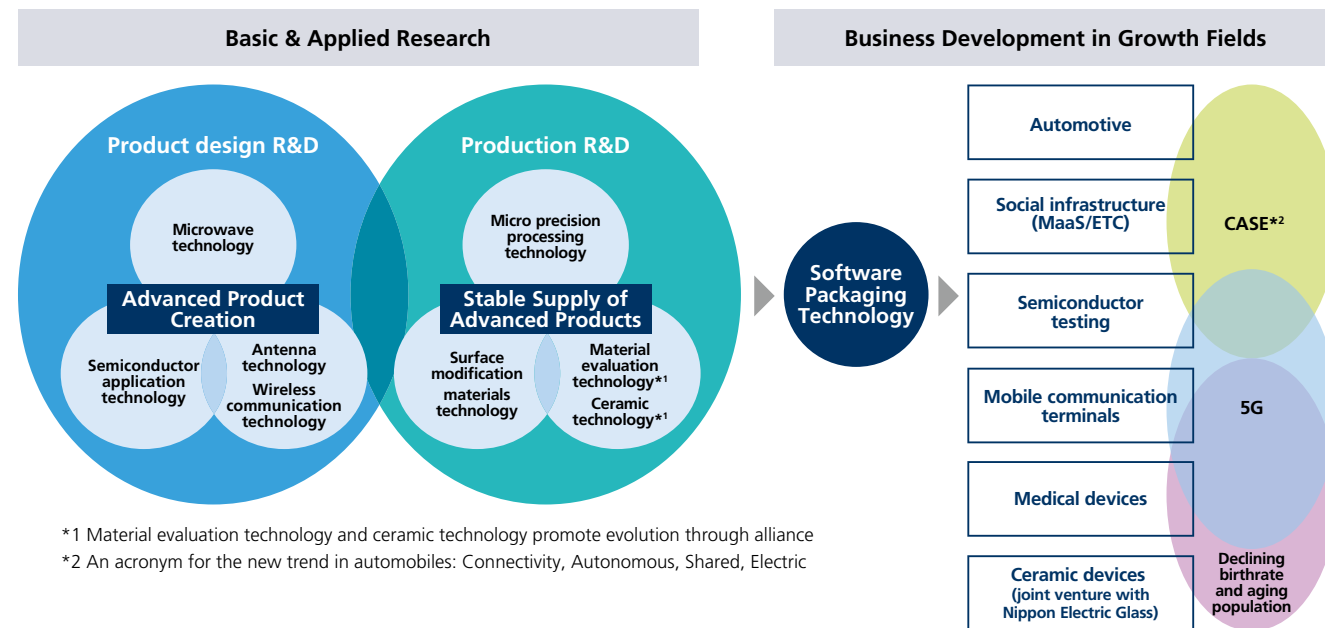 Basic & Applied Research
Business Development in Growth Fields
Product design R&D
Microwave
technology
Advanced Product
Creation
Semiconductor
application
technology
Antenna
technology
Wireless
communication
technology
Production R&D
Micro precision
processing
technology
Stable Supply of
Advanced Products
Surface
modification
materials
technology
Material
evaluation
technology*1
Ceramic
technology*1
Software
Packaging
Technology
Automotive
Social infrastructure
(MaaS/ETC)
Semiconductor
testing
Mobile communication
terminals
Medical devices
Ceramic devices
(joint venture with
Nippon Electric Glass)
CASE*2
5G
Declining
birthrate
and aging
population
*1 Material evaluation technology and ceramic technology promote evolution through alliance
*2 An acronym for the new trend in automobiles: Connectivity, Autonomous, Shared, Electric